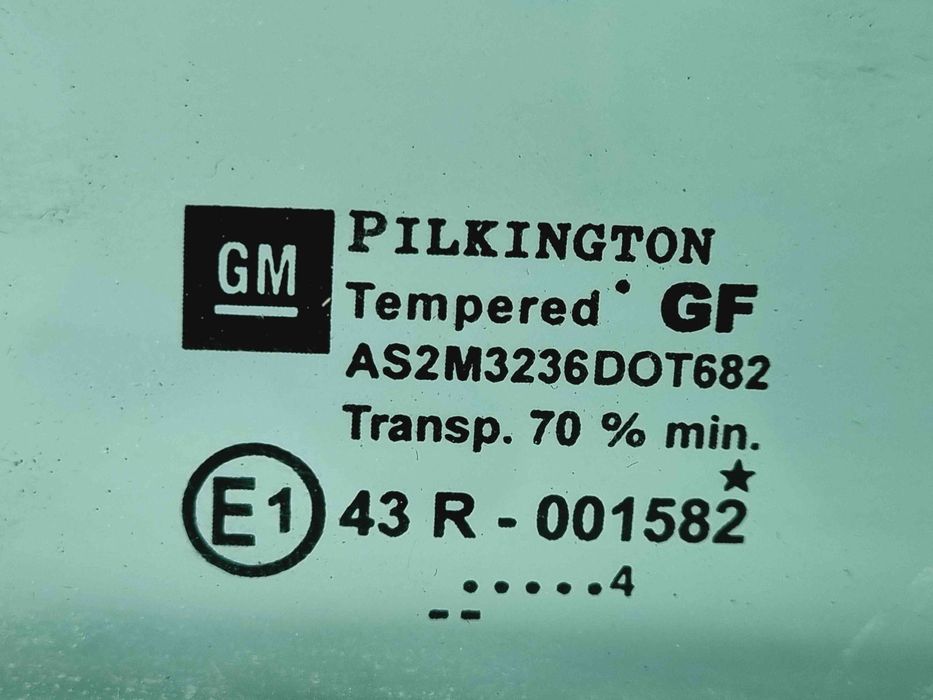 GM
PILKINGTON
Tempered • GF
AS2M3236DOT682
Transp. 70 % min.
E1 43 R - 001582
•••••4